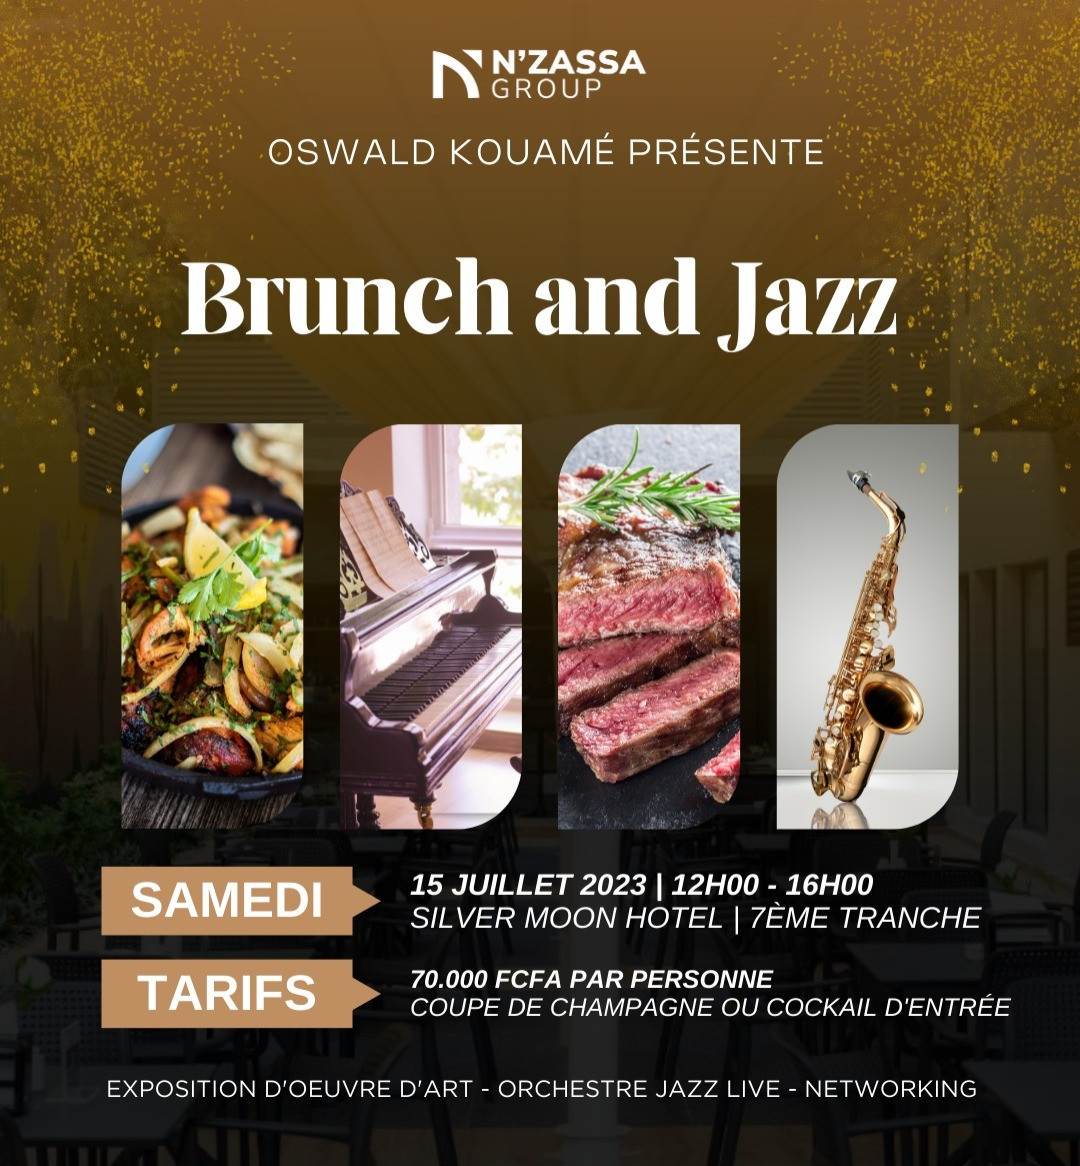 N'ZASSA
GROUP
OSWALD KOUAMÉ PRÉSENTE
Brunch and Jazz
SAMEDI
15 JUILLET 2023 | 12H00 - 16H00
SILVER MOON HOTEL | 7ÈME TRANCHE
TARIFS
70.000 FCFA PAR PERSONNE
COUPE DE CHAMPAGNE OU COCKAIL D'ENTRÉE
EXPOSITION D'OEUVRE D'ART - ORCHESTRE JAZZ LIVE - NETWORKING